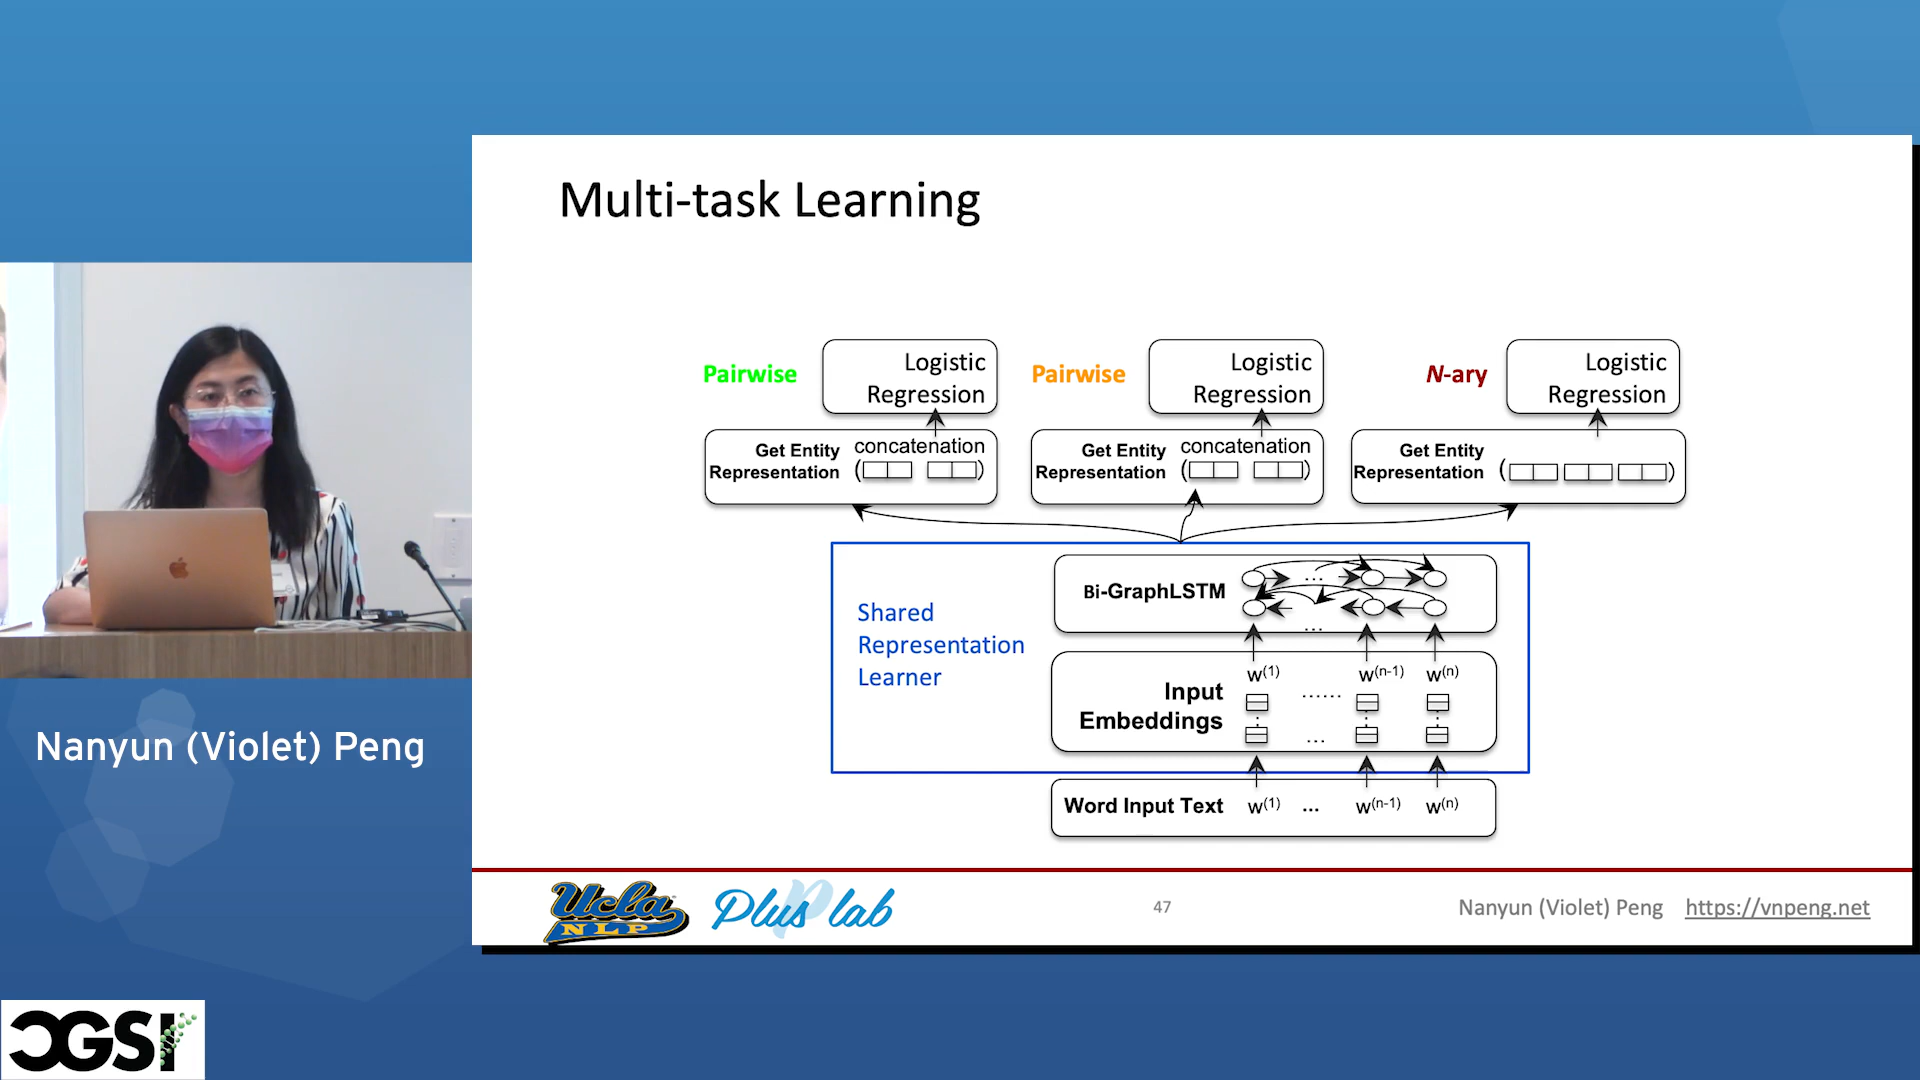 Multi-task Learning
Pairwise
Logistic
Regression
Pairwise
Logistic
Regression
N-ary
Logistic
Regression
Get Entity
Representation
concatenation
( )
Get Entity
Representation
concatenation
( )
Get Entity
Representation
( )
Shared
Representation
Learner
Bi-GraphLSTM
...
...
Input
Embeddings
w(1) ...... w(n-1) w(n)
...
Word Input Text w(1) ... w(n-1) w(n)
Ucla
NLP
Plus lab
47
Nanyun (Violet) Peng https://vnpeng.net
Nanyun (Violet) Peng
CGSI